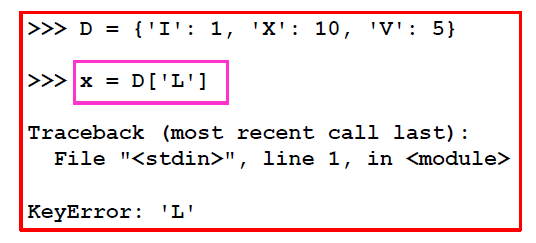 >>> D = {'I': 1, 'X': 10, 'V': 5}
>>> x = D['L']
Traceback (most recent call last):
  File "<stdin>", line 1, in <module>
KeyError: 'L'